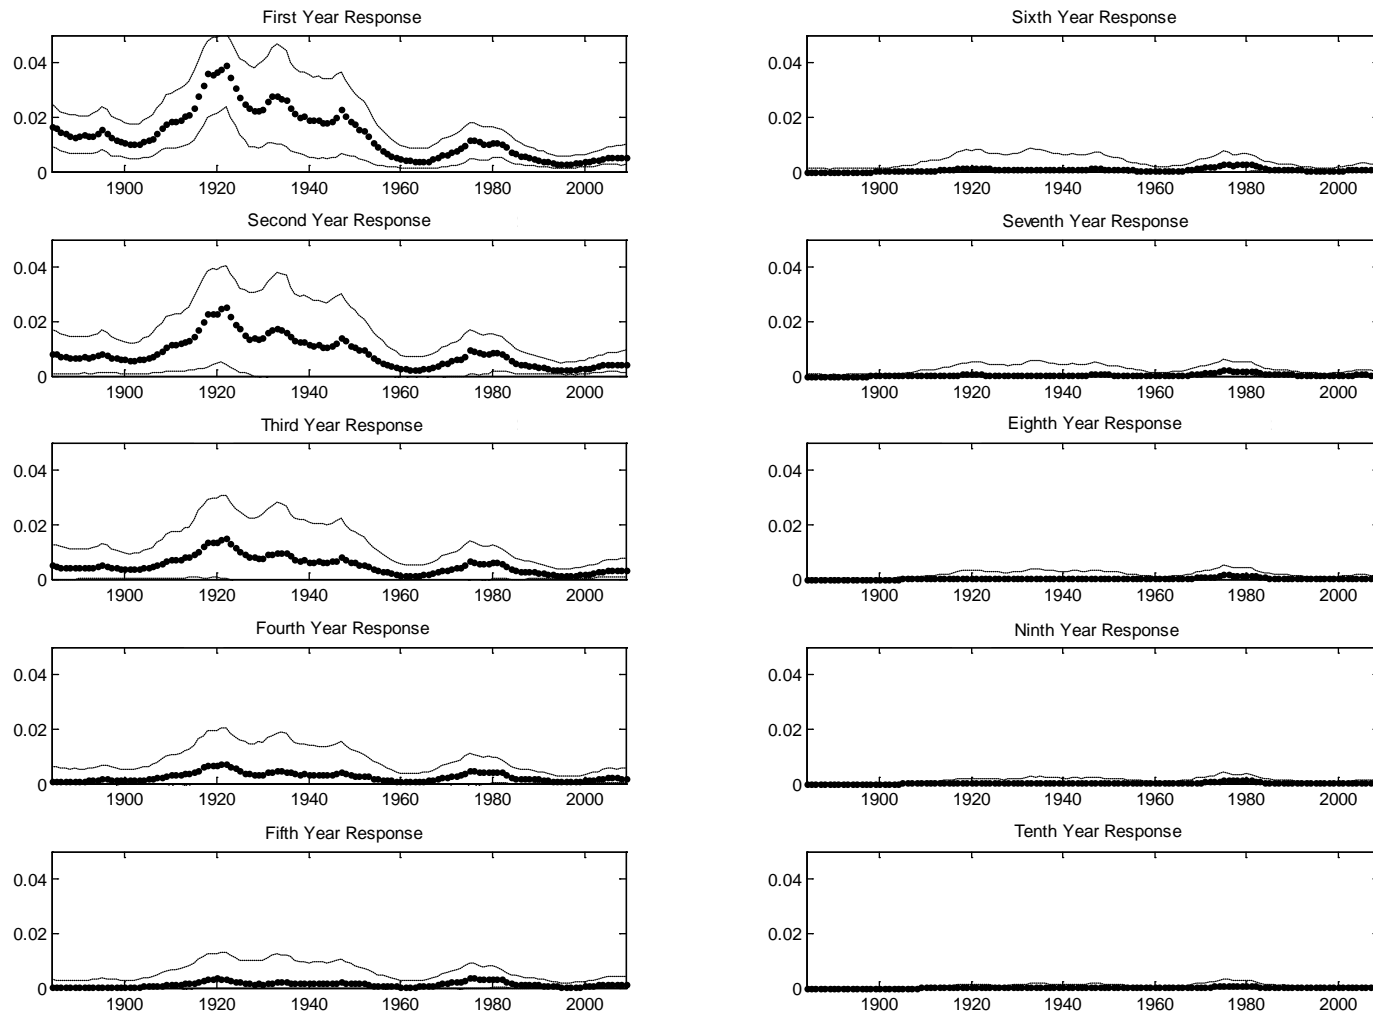 First Year Response
0.04
0.02
0
1900 1920 1940 1960 1980 2000
Second Year Response
0.04
0.02
0
1900 1920 1940 1960 1980 2000
Third Year Response
0.04
0.02
0
1900 1920 1940 1960 1980 2000
Fourth Year Response
0.04
0.02
0
1900 1920 1940 1960 1980 2000
Fifth Year Response
0.04
0.02
0
1900 1920 1940 1960 1980 2000
Sixth Year Response
0.04
0.02
0
1900 1920 1940 1960 1980 2000
Seventh Year Response
0.04
0.02
0
1900 1920 1940 1960 1980 2000
Eighth Year Response
0.04
0.02
0
1900 1920 1940 1960 1980 2000
Ninth Year Response
0.04
0.02
0
1900 1920 1940 1960 1980 2000
Tenth Year Response
0.04
0.02
0
1900 1920 1940 1960 1980 2000